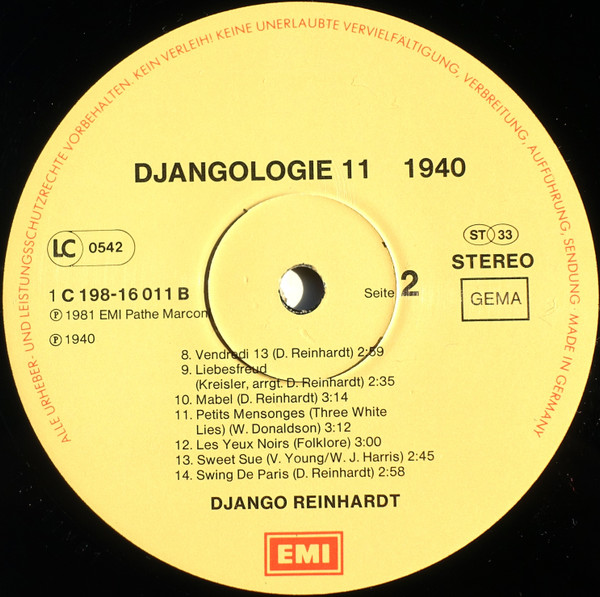 ALLE URHEBER- UND LEISTUNGSSCHUTZRECHTE VORBEHALTEN. KEIN VERLEIH! KEINE UNERLAUBTE VERVIELFÄLTIGUNG, VERBREITUNG, AUFFÜHRUNG, SENDUNG · MADE IN GERMANY
DJANGOLOGIE 11 1940
LC 0542
ST 33
STEREO
GEMA
1 C 198-16 011 B
Seite 2
Ⓟ 1981 EMI Pathe Marconi
Ⓟ 1940
8. Vendredi 13 (D. Reinhardt) 2:59
9. Liebesfreud
(Kreisler, arrgt. D. Reinhardt) 2:35
10. Mabel (D. Reinhardt) 3:14
11. Petits Mensonges (Three White
Lies) (W. Donaldson) 3:12
12. Les Yeux Noirs (Folklore) 3:00
13. Sweet Sue (V. Young/W. J. Harris) 2:45
14. Swing De Paris (D. Reinhardt) 2:58
DJANGO REINHARDT
EMI